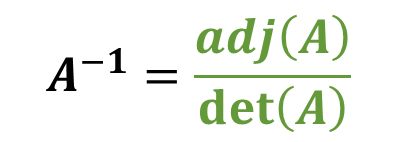 A⁻¹ = adj(A) / det(A)